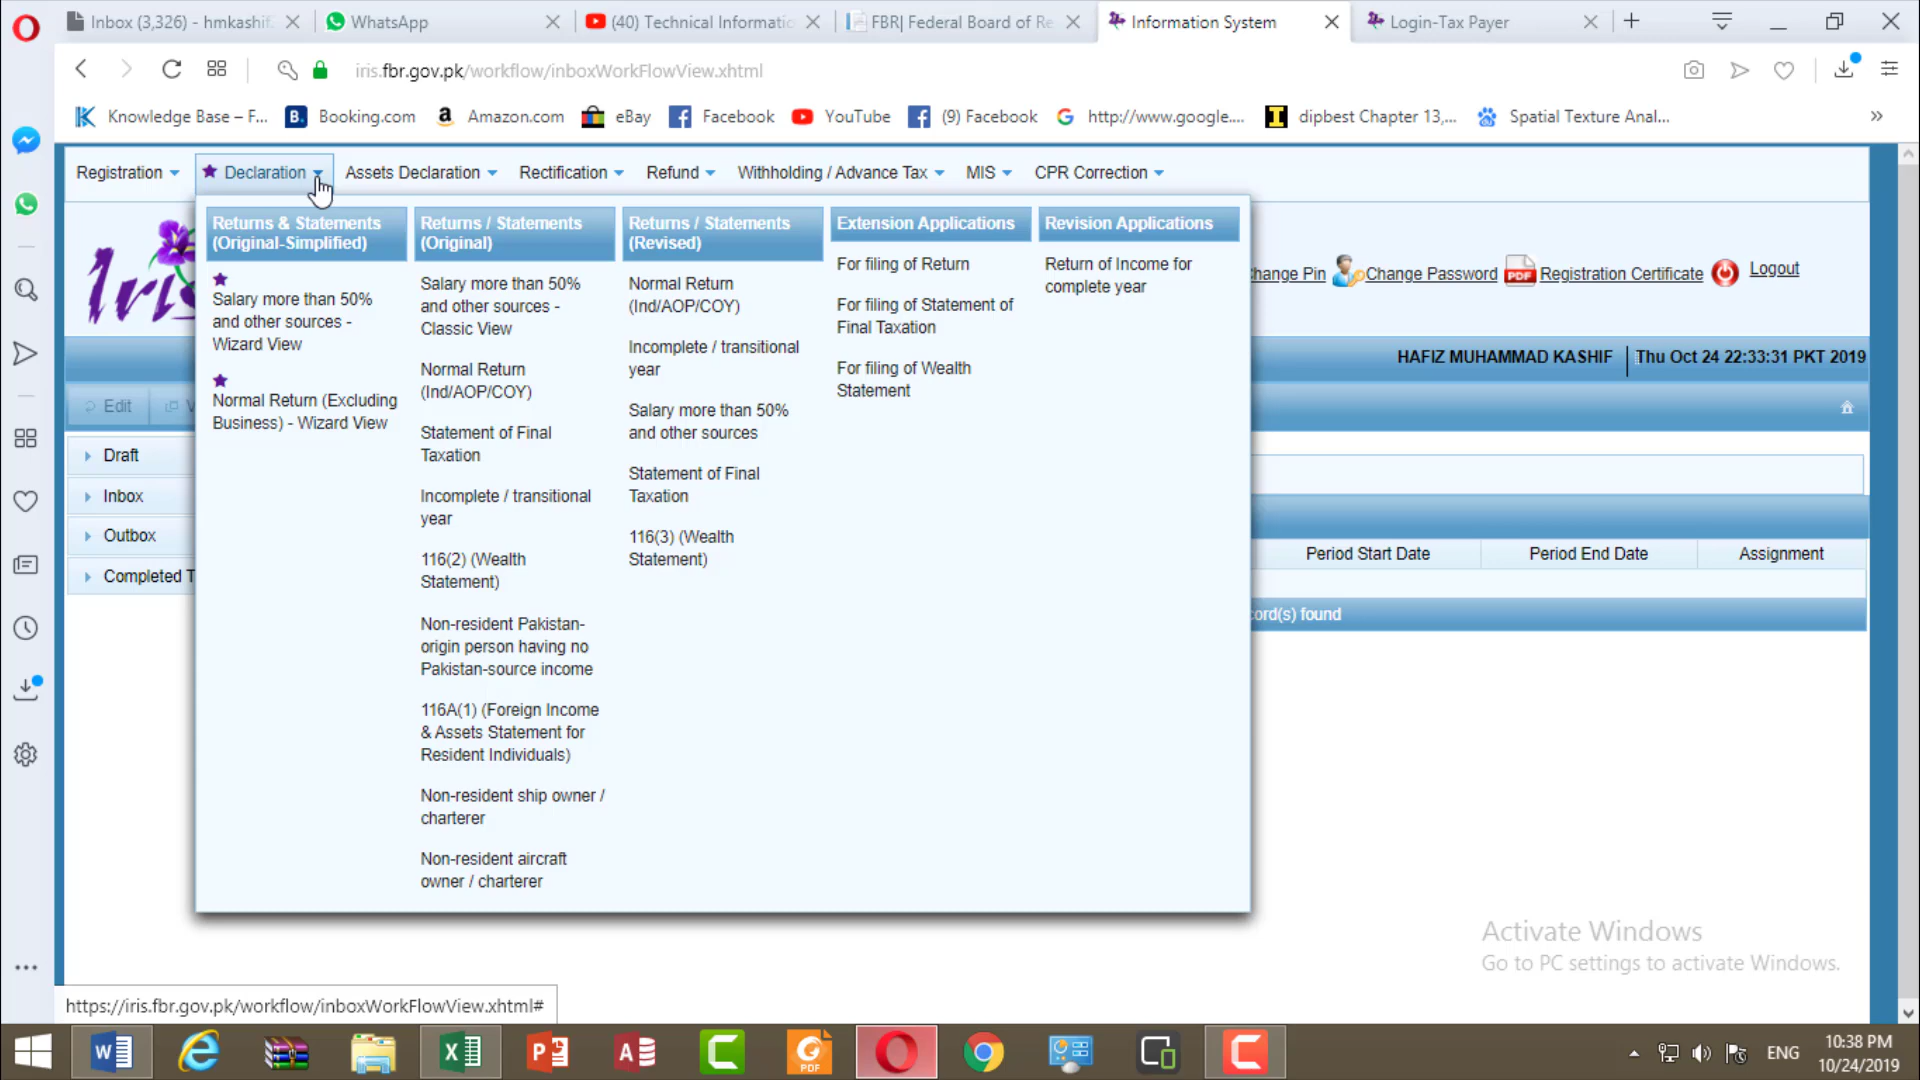 Inbox (3,326) - hmkashif
WhatsApp
(40) Technical Informatic
FBR| Federal Board of Re
Information System
Login-Tax Payer
iris.fbr.gov.pk/workflow/inboxWorkFlowView.xhtml
Knowledge Base – F...
Booking.com
Amazon.com
eBay
Facebook
YouTube
(9) Facebook
http://www.google....
dipbest Chapter 13,...
Spatial Texture Anal...
Registration
Declaration
Assets Declaration
Rectification
Refund
Withholding / Advance Tax
MIS
CPR Correction
Returns & Statements
(Original-Simplified)
Salary more than 50%
and other sources -
Wizard View
Normal Return (Excluding
Business) - Wizard View
Returns / Statements
(Original)
Salary more than 50%
and other sources -
Classic View
Normal Return
(Ind/AOP/COY)
Statement of Final
Taxation
Incomplete / transitional
year
116(2) (Wealth
Statement)
Non-resident Pakistan-
origin person having no
Pakistan-source income
116A(1) (Foreign Income
& Assets Statement for
Resident Individuals)
Non-resident ship owner /
charterer
Non-resident aircraft
owner / charterer
Returns / Statements
(Revised)
Normal Return
(Ind/AOP/COY)
Incomplete / transitional
year
Salary more than 50%
and other sources
Statement of Final
Taxation
116(3) (Wealth
Statement)
Extension Applications
For filing of Return
For filing of Statement of
Final Taxation
For filing of Wealth
Statement
Revision Applications
Return of Income for
complete year
Iris
hange Pin
Change Password
PDF
Registration Certificate
Logout
HAFIZ MUHAMMAD KASHIF
Thu Oct 24 22:33:31 PKT 2019
Edit
Draft
Inbox
Outbox
Completed T
Period Start Date
Period End Date
Assignment
ord(s) found
Activate Windows
Go to PC settings to activate Windows.
https://iris.fbr.gov.pk/workflow/inboxWorkFlowView.xhtml#
PDF
ENG
10:38 PM
10/24/2019